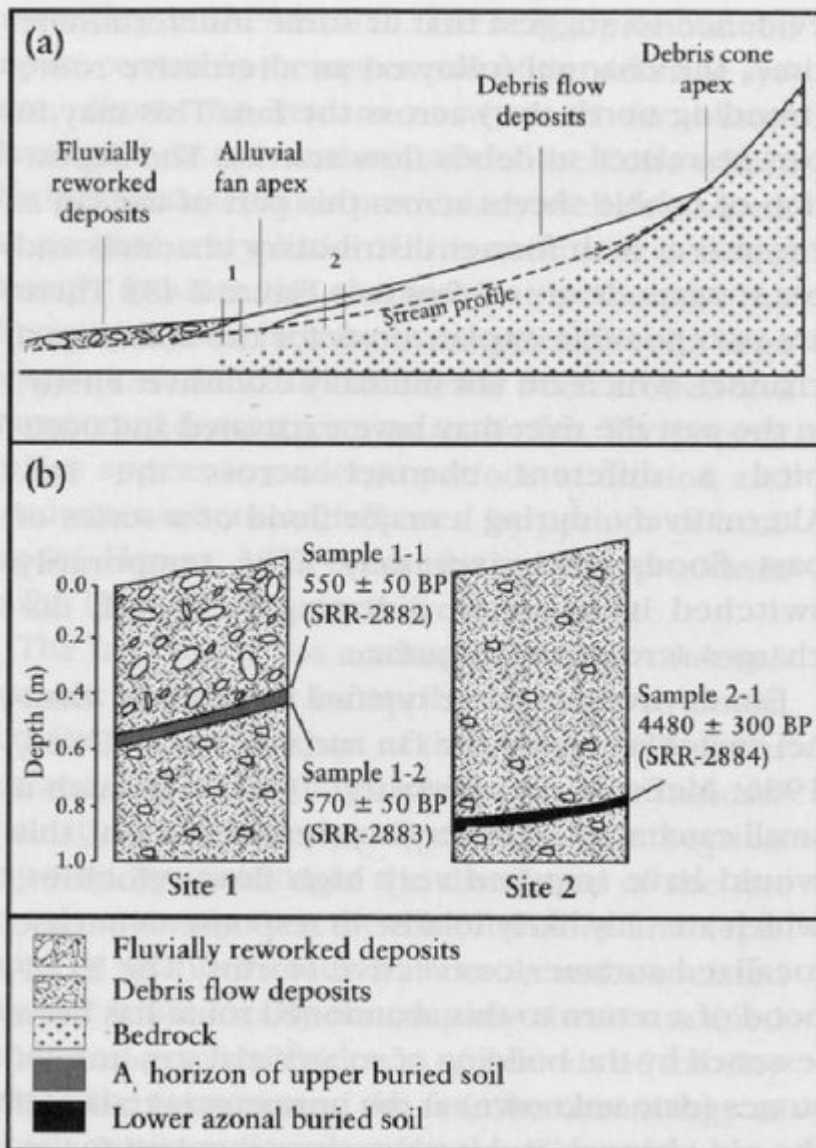 (a)
Debris cone
apex
Debris flow
deposits
Fluvially
reworked
deposits
Alluvial
fan apex
1
2
Stream profile
(b)
Sample 1-1
550 ± 50 BP
(SRR-2882)
0.0
0.2
0.4
0.6
0.8
1.0
Depth (m)
Sample 1-2
570 ± 50 BP
(SRR-2883)
Site 1
Sample 2-1
4480 ± 300 BP
(SRR-2884)
Site 2
Fluvially reworked deposits
Debris flow deposits
Bedrock
A, horizon of upper buried soil
Lower azonal buried soil